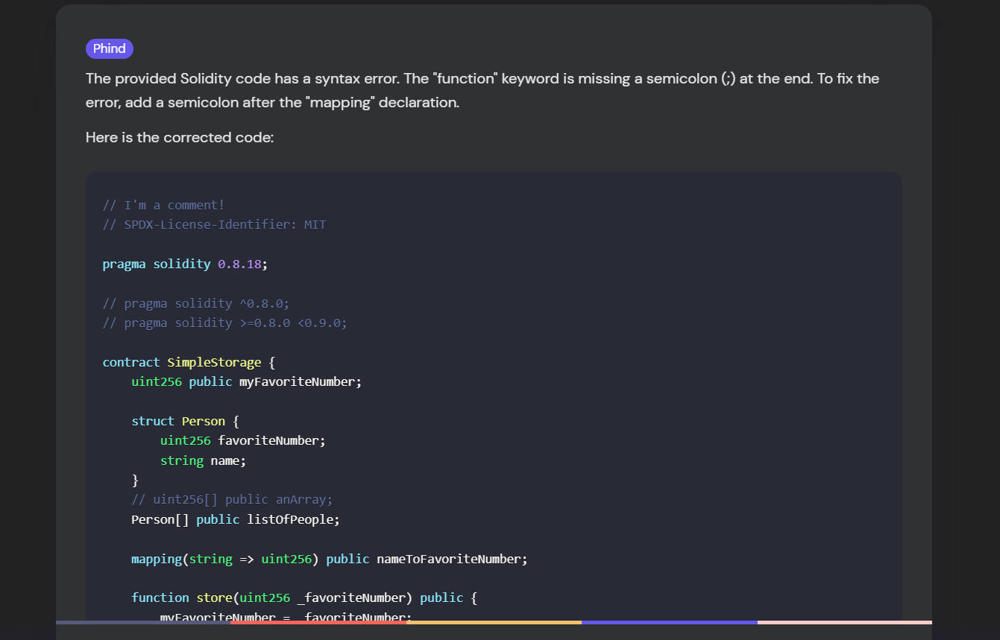 Phind
The provided Solidity code has a syntax error. The "function" keyword is missing a semicolon (;) at the end. To fix the
error, add a semicolon after the "mapping" declaration.
Here is the corrected code:
// I'm a comment!
// SPDX-License-Identifier: MIT
pragma solidity 0.8.18;
// pragma solidity ^0.8.0;
// pragma solidity >=0.8.0 <0.9.0;
contract SimpleStorage {
    uint256 public myFavoriteNumber;
    struct Person {
        uint256 favoriteNumber;
        string name;
    }
    // uint256[] public anArray;
    Person[] public listOfPeople;
    mapping(string => uint256) public nameToFavoriteNumber;
    function store(uint256 _favoriteNumber) public {
        myFavoriteNumber = _favoriteNumber;